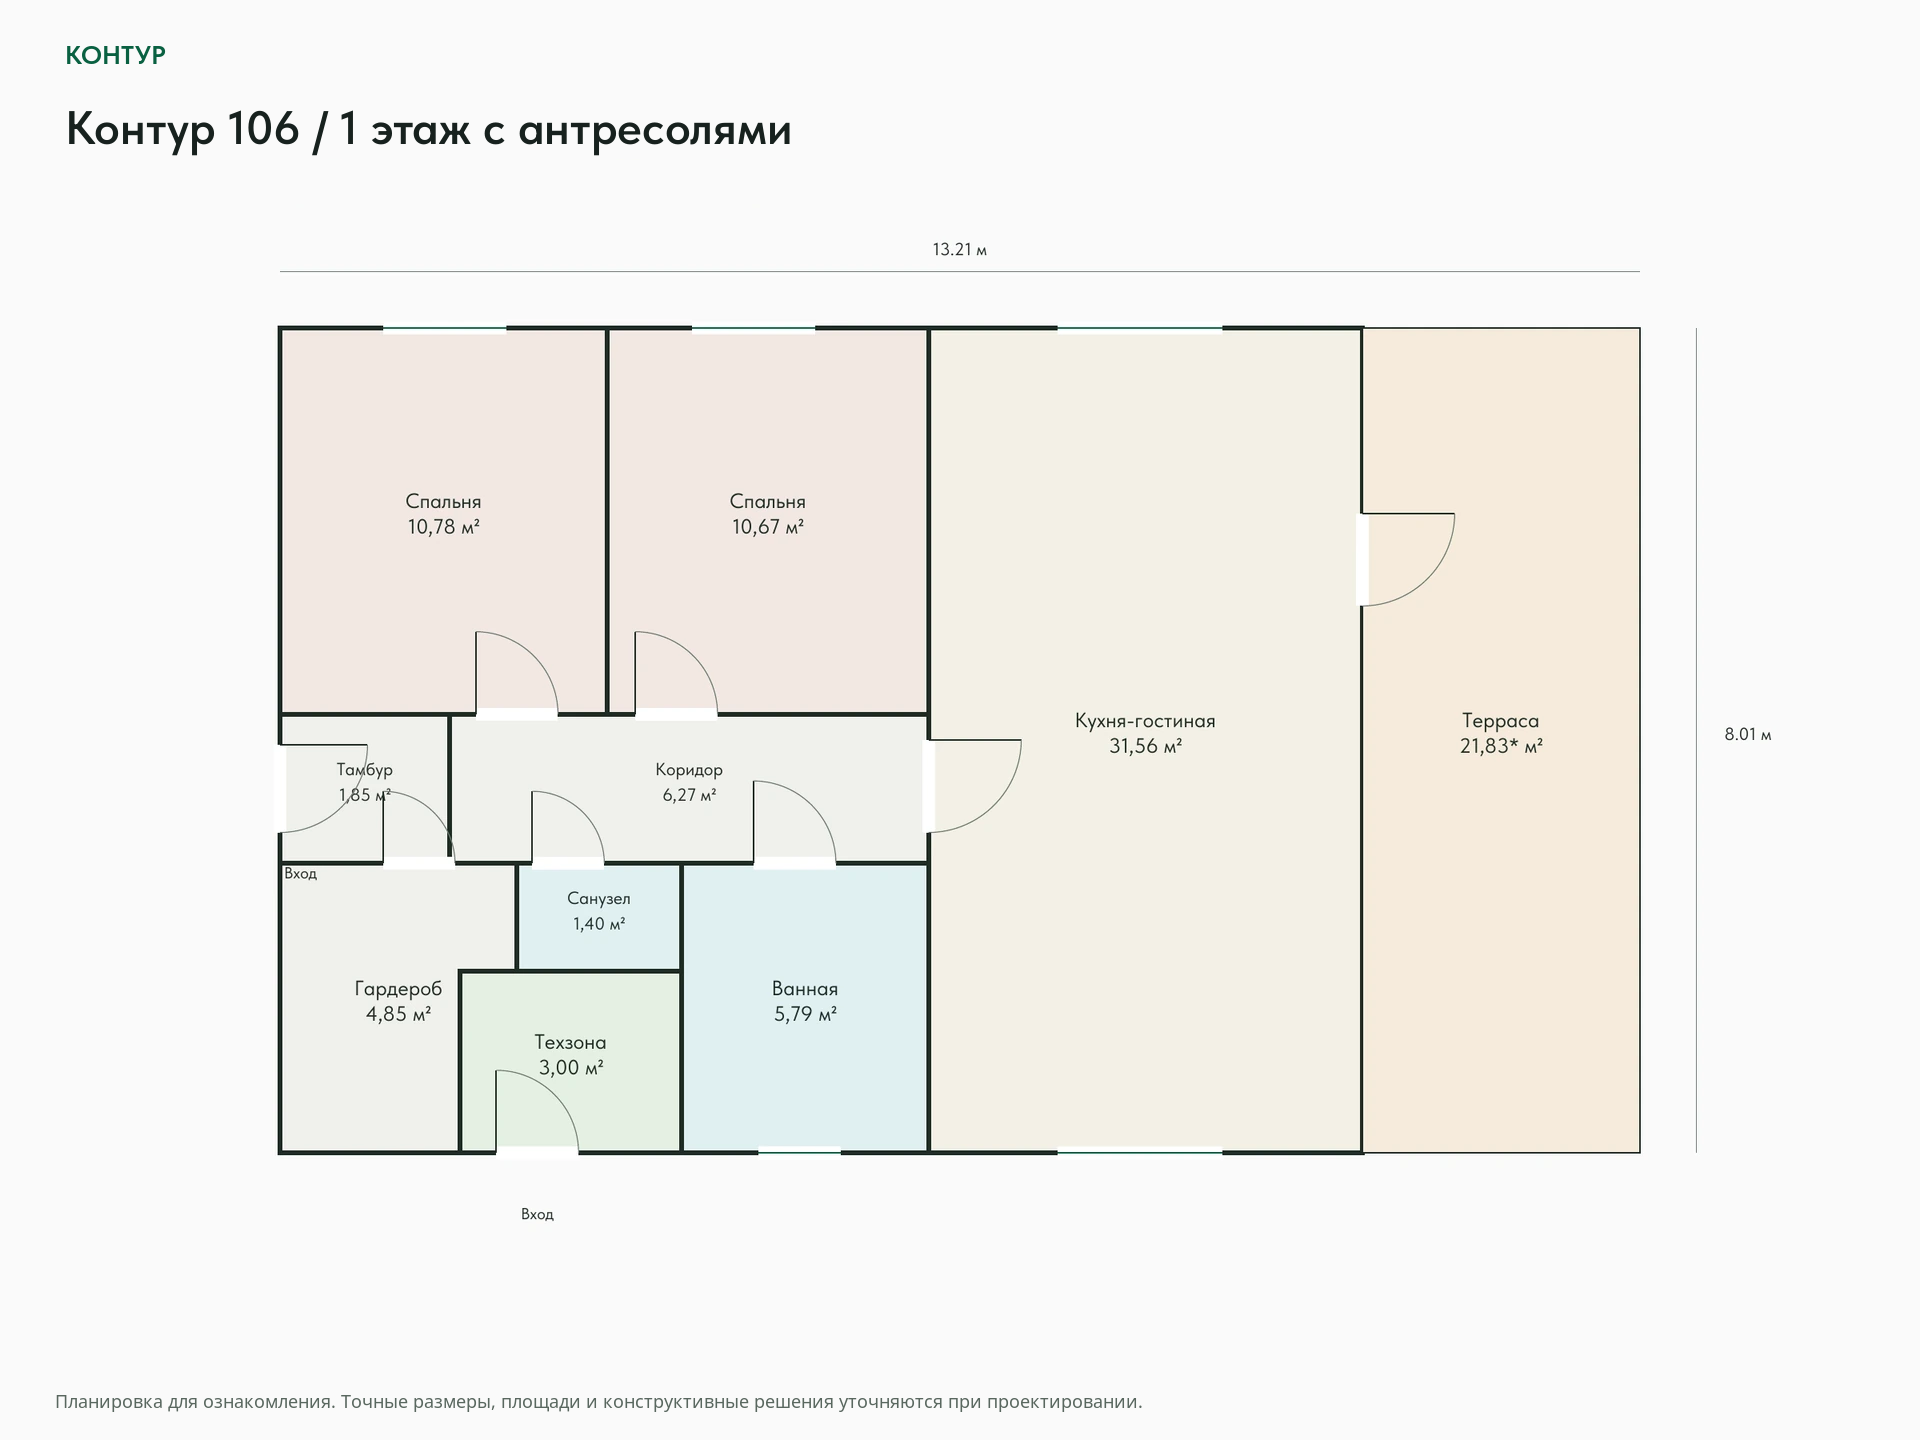 КОНТУР
Контур 106 / 1 этаж с антресолями
13.21 м
Спальня
10,78 м²
Спальня
10,67 м²
Кухня-гостиная
31,56 м²
Терраса
21,83* м²
8.01 м
Тамбур
1,85 м²
Коридор
6,27 м²
Вход
Санузел
1,40 м²
Гардероб
4,85 м²
Ванная
5,79 м²
Техзона
3,00 м²
Вход
Планировка для ознакомления. Точные размеры, площади и конструктивные решения уточняются при проектировании.